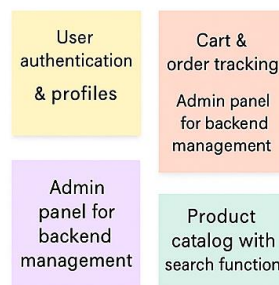 User
authentication
& profiles
Cart &
order tracking
Admin panel
for backend
management
Admin
panel for
backend
management
Product
catalog with
search function